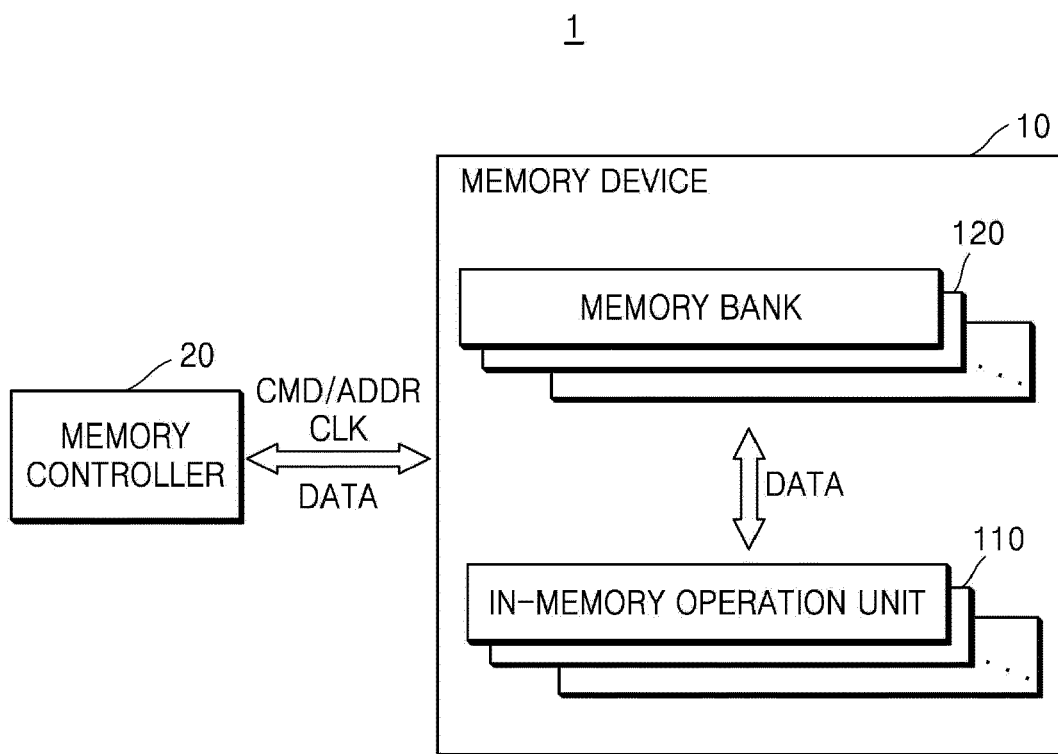 1
10
MEMORY DEVICE
120
MEMORY BANK
20
CMD/ADDR
CLK
MEMORY
CONTROLLER
DATA
DATA
110
IN-MEMORY OPERATION UNIT